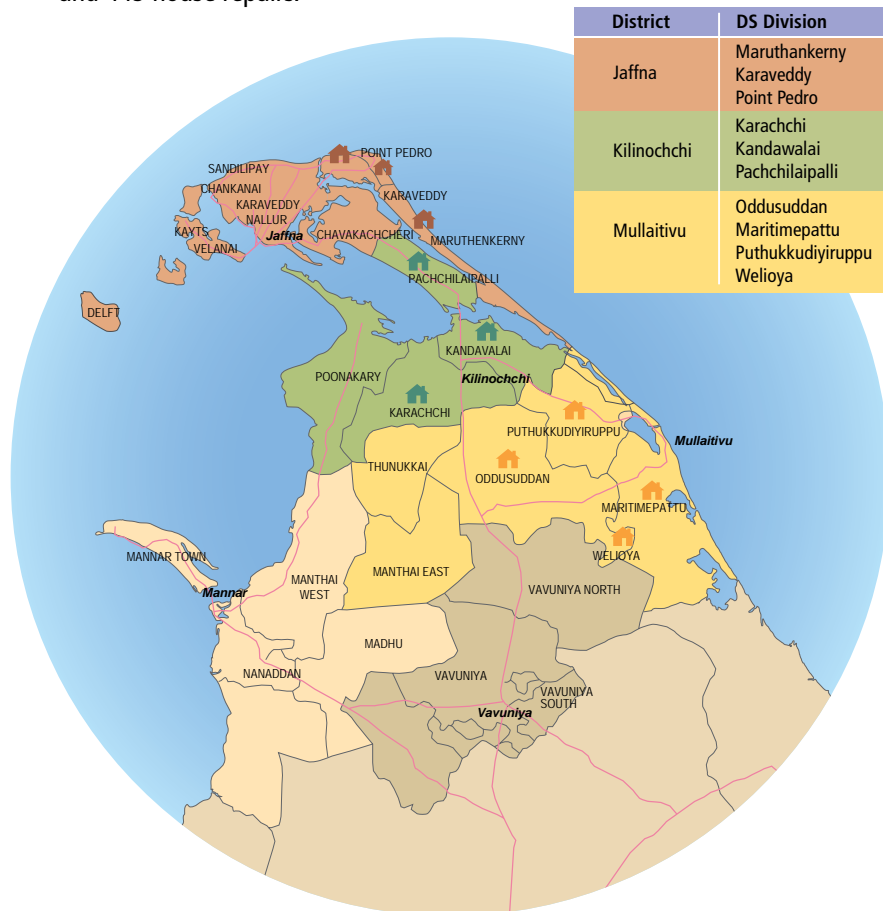 District DS Division
Jaffna
Maruthankerny
Karaveddy
Point Pedro
Kilinochchi
Karachchi
Kandawalai
Pachchilaipalli
Mullaitivu
Oddusuddan
Maritimepattu
Puthukkudiyiruppu
Welioya
POINT PEDRO
SANDILIPAY
CHANKANAI
KARAVEDDY
KARAVEDDY
NALLUR
KAYTS
Jaffna
CHAVAKACHCHERI
MARUTHENKERNY
VELANAI
PACHCHILAIPALLI
DELFT
KANDAVALAI
POONAKARY
Kilinochchi
KARACHCHI
PUTHUKKUDIYIRUPPU
Mullaitivu
THUNUKKAI
ODDUSUDDAN
MARITIMEPATTU
MANNAR TOWN
WELIOYA
MANTHAI EAST
MANTHAI
WEST
VAVUNIYA NORTH
Mannar
MADHU
NANADDAN
VAVUNIYA
VAVUNIYA
SOUTH
Vavuniya